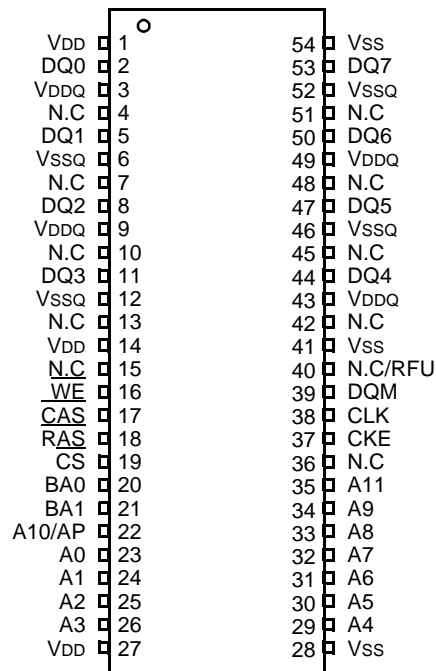 VDD 1 54 VSS
DQ0 2 53 DQ7
VDDQ 3 52 VSSQ
N.C 4 51 N.C
DQ1 5 50 DQ6
VSSQ 6 49 VDDQ
N.C 7 48 N.C
DQ2 8 47 DQ5
VDDQ 9 46 VSSQ
N.C 10 45 N.C
DQ3 11 44 DQ4
VSSQ 12 43 VDDQ
N.C 13 42 N.C
VDD 14 41 VSS
N.C 15 40 N.C/RFU
WE 16 39 DQM
CAS 17 38 CLK
RAS 18 37 CKE
CS 19 36 N.C
BA0 20 35 A11
BA1 21 34 A9
A10/AP 22 33 A8
A0 23 32 A7
A1 24 31 A6
A2 25 30 A5
A3 26 29 A4
VDD 27 28 VSS